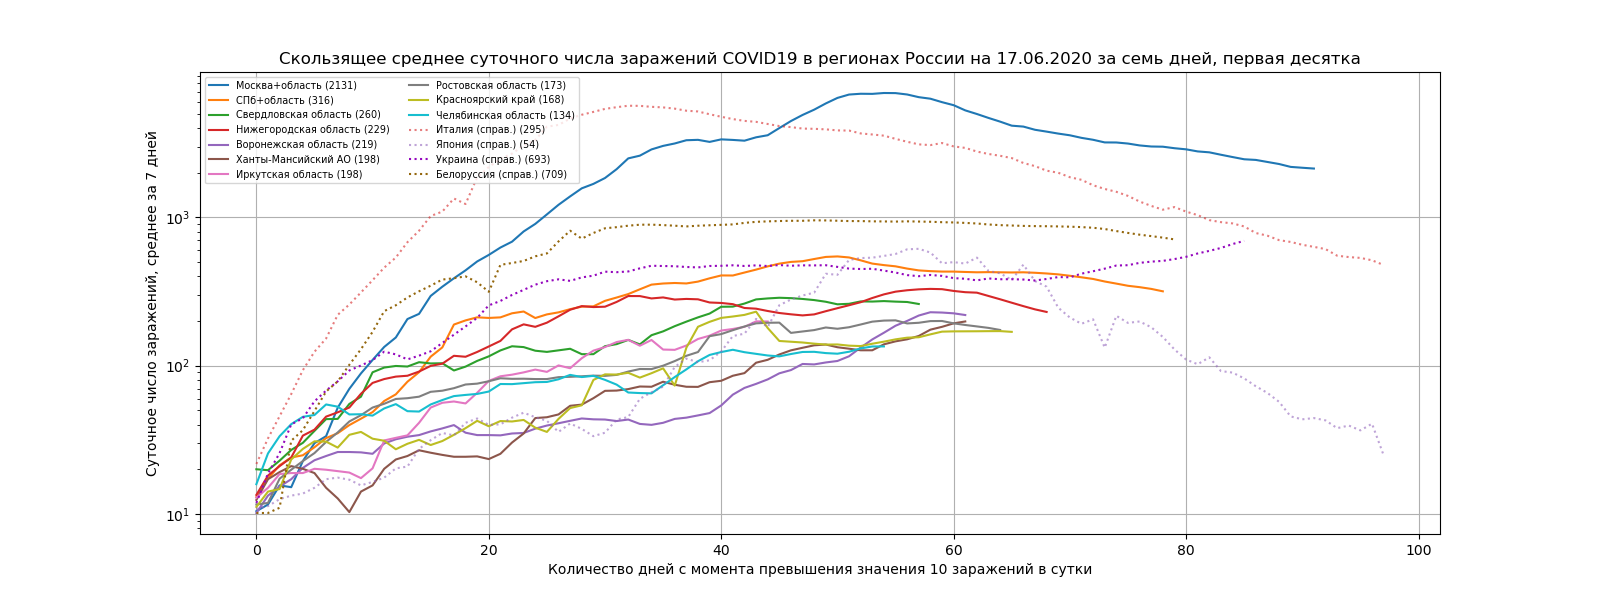 Скользящее среднее суточного числа заражений COVID19 в регионах России на 17.06.2020 за семь дней, первая десятка
Суточное число заражений, среднее за 7 дней
10³
10²
10¹
Москва+область (2131)
СПб+область (316)
Свердловская область (260)
Нижегородская область (229)
Воронежская область (219)
Ханты-Мансийский АО (198)
Иркутская область (198)
Ростовская область (173)
Красноярский край (168)
Челябинская область (134)
Италия (справ.) (295)
Япония (справ.) (54)
Украина (справ.) (693)
Белоруссия (справ.) (709)
0 20 40 60 80 100
Количество дней с момента превышения значения 10 заражений в сутки